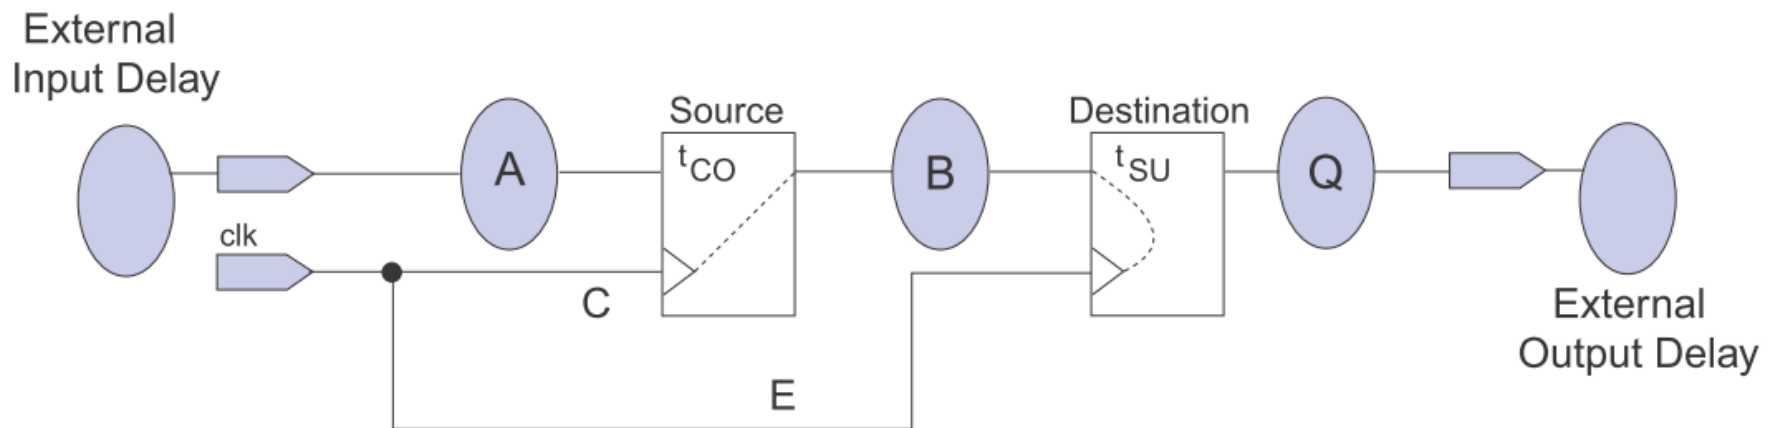 External
Input Delay
clk
A
Source
tCO
C
B
E
Destination
tSU
Q
External
Output Delay